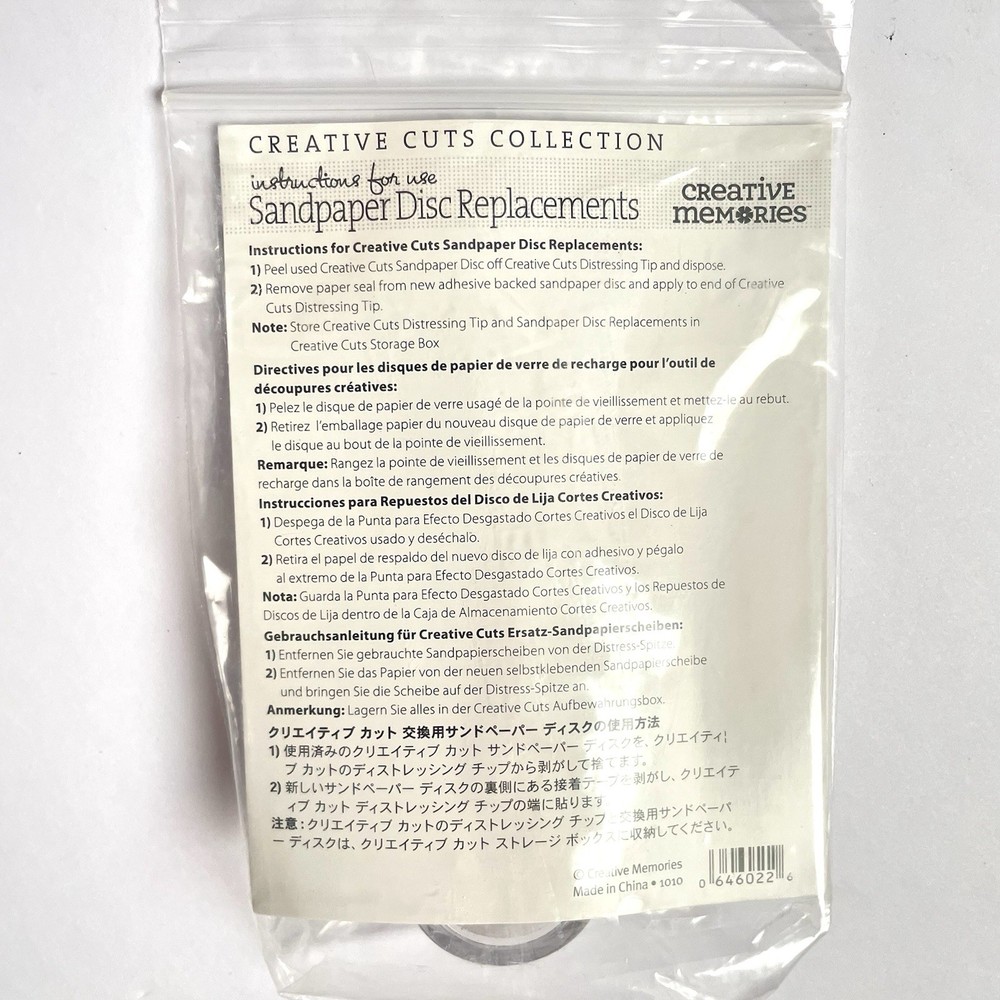 CREATIVE CUTS COLLECTION
instructions for use
Sandpaper Disc Replacements
CREATIVE
MEMORIES
Instructions for Creative Cuts Sandpaper Disc Replacements:
1) Peel used Creative Cuts Sandpaper Disc off Creative Cuts Distressing Tip and dispose.
2) Remove paper seal from new adhesive backed sandpaper disc and apply to end of Creative
Cuts Distressing Tip.
Note: Store Creative Cuts Distressing Tip and Sandpaper Disc Replacements in
Creative Cuts Storage Box
Directives pour les disques de papier de verre de recharge pour l'outil de
découpures créatives:
1) Pelez le disque de papier de verre usagé de la pointe de vieillissement et mettez-le au rebut.
2) Retirez l'emballage papier du nouveau disque de papier de verre et appliquez
le disque au bout de la pointe de vieillissement.
Remarque: Rangez la pointe de vieillissement et les disques de papier de verre de
recharge dans la boîte de rangement des découpures créatives.
Instrucciones para Repuestos del Disco de Lija Cortes Creativos:
1) Despega de la Punta para Efecto Desgastado Cortes Creativos el Disco de Lija
Cortes Creativos usado y deséchalo.
2) Retira el papel de respaldo del nuevo disco de lija con adhesivo y pégalo
al extremo de la Punta para Efecto Desgastado Cortes Creativos.
Nota: Guarda la Punta para Efecto Desgastado Cortes Creativos y los Repuestos de
Discos de Lija dentro de la Caja de Almacenamiento Cortes Creativos.
Gebrauchsanleitung für Creative Cuts Ersatz-Sandpapierscheiben:
1) Entfernen Sie gebrauchte Sandpapierscheiben von der Distress-Spitze.
2) Entfernen Sie das Papier von der neuen selbstklebenden Sandpapierscheibe
und bringen Sie die Scheibe auf der Distress-Spitze an.
Anmerkung: Lagern Sie alles in der Creative Cuts Aufbewahrungsbox.
クリエイティブ カット 交換用サンドペーパー ディスクの使用方法
1) 使用済みのクリエイティブ カット サンドペーパー ディスクを、クリエイティ
ブ カットのディストレッシング チップから剥がして捨てます。
2) 新しいサンドペーパー ディスクの裏側にある接着テープを剥がし、クリエイテ
ィブ カット ディストレッシング チップの端に貼ります
注意:クリエイティブ カットのディストレッシング チップと交換用サンドペーパ
ー ディスクは、クリエイティブ カット ストレージ ボックスに収納してください。
© Creative Memories
Made in China • 1010
0 646022 6